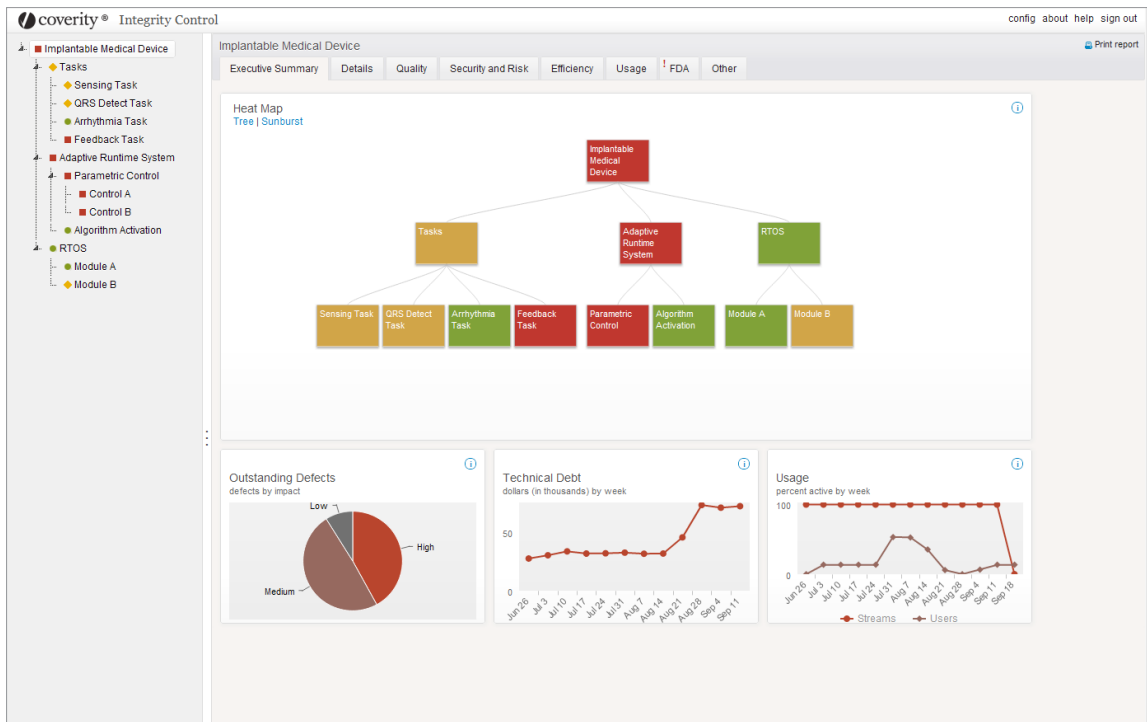 coverity® Integrity Control
config about help sign out
Implantable Medical Device
Tasks
Sensing Task
QRS Detect Task
Arrhythmia Task
Feedback Task
Adaptive Runtime System
Parametric Control
Control A
Control B
Algorithm Activation
RTOS
Module A
Module B
Implantable Medical Device
Print report
Executive Summary Details Quality Security and Risk Efficiency Usage ! FDA Other
Heat Map
Tree | Sunburst
Implantable
Medical
Device
Tasks
Adaptive
Runtime
System
RTOS
Sensing Task
QRS Detect
Task
Arrhythmia
Task
Feedback
Task
Parametric
Control
Algorithm
Activation
Module A
Module B
Outstanding Defects
defects by impact
Low
High
Medium
Technical Debt
dollars (in thousands) by week
50
0
Jun 26 Jul 3 Jul 10 Jul 17 Jul 24 Jul 31 Aug 7 Aug 14 Aug 21 Aug 28 Sep 4 Sep 11
Usage
percent active by week
100
0
Jun 26 Jul 3 Jul 10 Jul 17 Jul 24 Jul 31 Aug 7 Aug 14 Aug 21 Aug 28 Sep 4 Sep 11 Sep 18
Streams Users